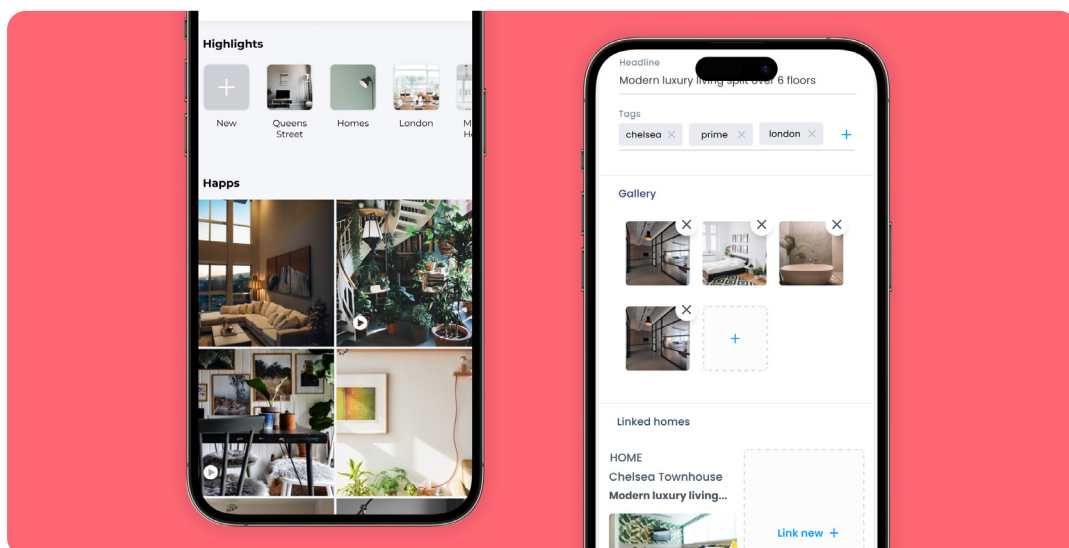 Highlights
New
Queens
Street
Homes
London
Happs
Headline
Modern luxury living split over 6 floors
Tags
chelsea
prime
london
Gallery
Linked homes
HOME
Chelsea Townhouse
Modern luxury living...
Link new +